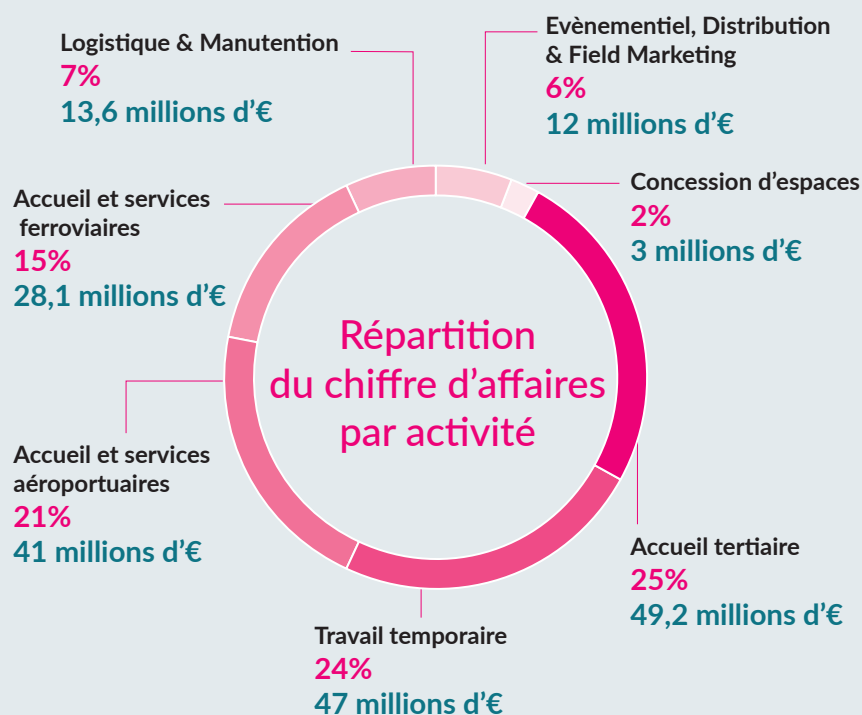 Evènementiel, Distribution
& Field Marketing
6%
12 millions d’€
Concession d’espaces
2%
3 millions d’€
Accueil tertiaire
25%
49,2 millions d’€
Travail temporaire
24%
47 millions d’€
Accueil et services
aéroportuaires
21%
41 millions d’€
Accueil et services
ferroviaires
15%
28,1 millions d’€
Logistique & Manutention
7%
13,6 millions d’€
Répartition
du chiffre d’affaires
par activité